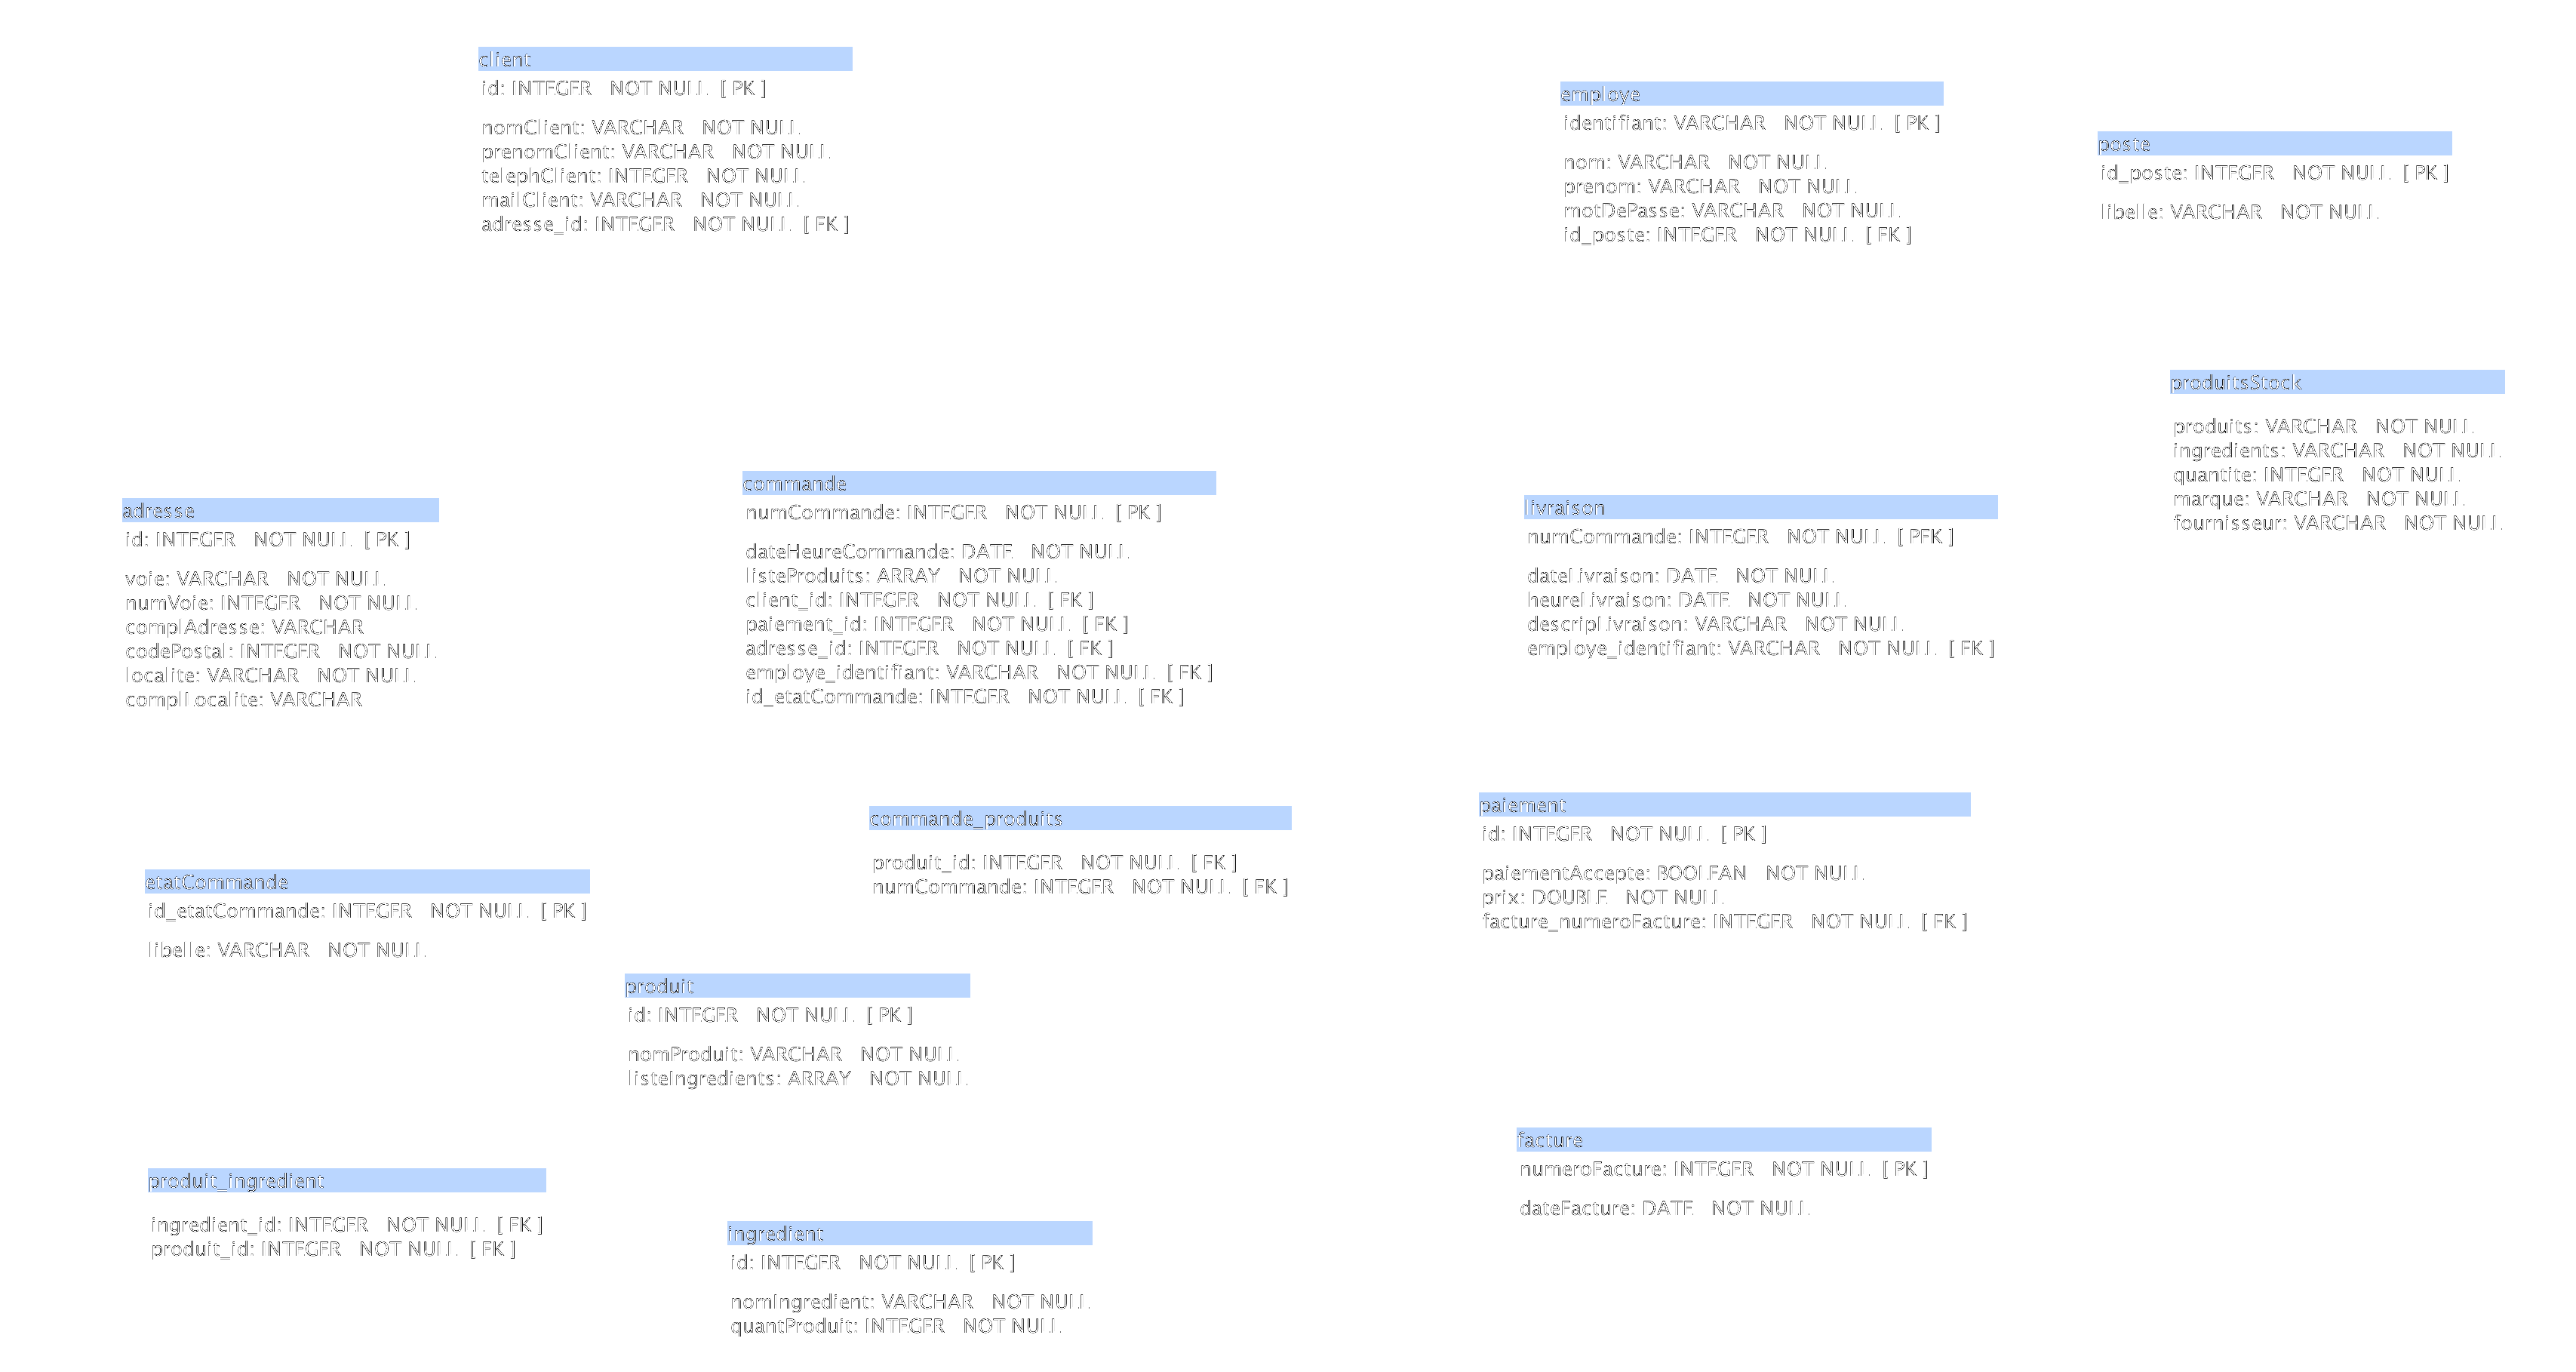 client
id: INTEGER NOT NULL [ PK ]
nomClient: VARCHAR NOT NULL
prenomClient: VARCHAR NOT NULL
telephClient: INTEGER NOT NULL
mailClient: VARCHAR NOT NULL
adresse_id: INTEGER NOT NULL [ FK ]
employe
identifiant: VARCHAR NOT NULL [ PK ]
nom: VARCHAR NOT NULL
prenom: VARCHAR NOT NULL
motDePasse: VARCHAR NOT NULL
id_poste: INTEGER NOT NULL [ FK ]
poste
id_poste: INTEGER NOT NULL [ PK ]
libelle: VARCHAR NOT NULL
produitsStock
produits: VARCHAR NOT NULL
ingredients: VARCHAR NOT NULL
quantite: INTEGER NOT NULL
marque: VARCHAR NOT NULL
fournisseur: VARCHAR NOT NULL
adresse
id: INTEGER NOT NULL [ PK ]
voie: VARCHAR NOT NULL
numVoie: INTEGER NOT NULL
complAdresse: VARCHAR
codePostal: INTEGER NOT NULL
localite: VARCHAR NOT NULL
complLocalite: VARCHAR
commande
numCommande: INTEGER NOT NULL [ PK ]
dateHeureCommande: DATE NOT NULL
listeProduits: ARRAY NOT NULL
client_id: INTEGER NOT NULL [ FK ]
paiement_id: INTEGER NOT NULL [ FK ]
adresse_id: INTEGER NOT NULL [ FK ]
employe_identifiant: VARCHAR NOT NULL [ FK ]
id_etatCommande: INTEGER NOT NULL [ FK ]
livraison
numCommande: INTEGER NOT NULL [ PFK ]
dateLivraison: DATE NOT NULL
heureLivraison: DATE NOT NULL
descripLivraison: VARCHAR NOT NULL
employe_identifiant: VARCHAR NOT NULL [ FK ]
commande_produits
produit_id: INTEGER NOT NULL [ FK ]
numCommande: INTEGER NOT NULL [ FK ]
paiement
id: INTEGER NOT NULL [ PK ]
paiementAccepte: BOOLEAN NOT NULL
prix: DOUBLE NOT NULL
facture_numeroFacture: INTEGER NOT NULL [ FK ]
etatCommande
id_etatCommande: INTEGER NOT NULL [ PK ]
libelle: VARCHAR NOT NULL
produit
id: INTEGER NOT NULL [ PK ]
nomProduit: VARCHAR NOT NULL
listeIngredients: ARRAY NOT NULL
facture
numeroFacture: INTEGER NOT NULL [ PK ]
dateFacture: DATE NOT NULL
produit_ingredient
ingredient_id: INTEGER NOT NULL [ FK ]
produit_id: INTEGER NOT NULL [ FK ]
ingredient
id: INTEGER NOT NULL [ PK ]
nomIngredient: VARCHAR NOT NULL
quantProduit: INTEGER NOT NULL